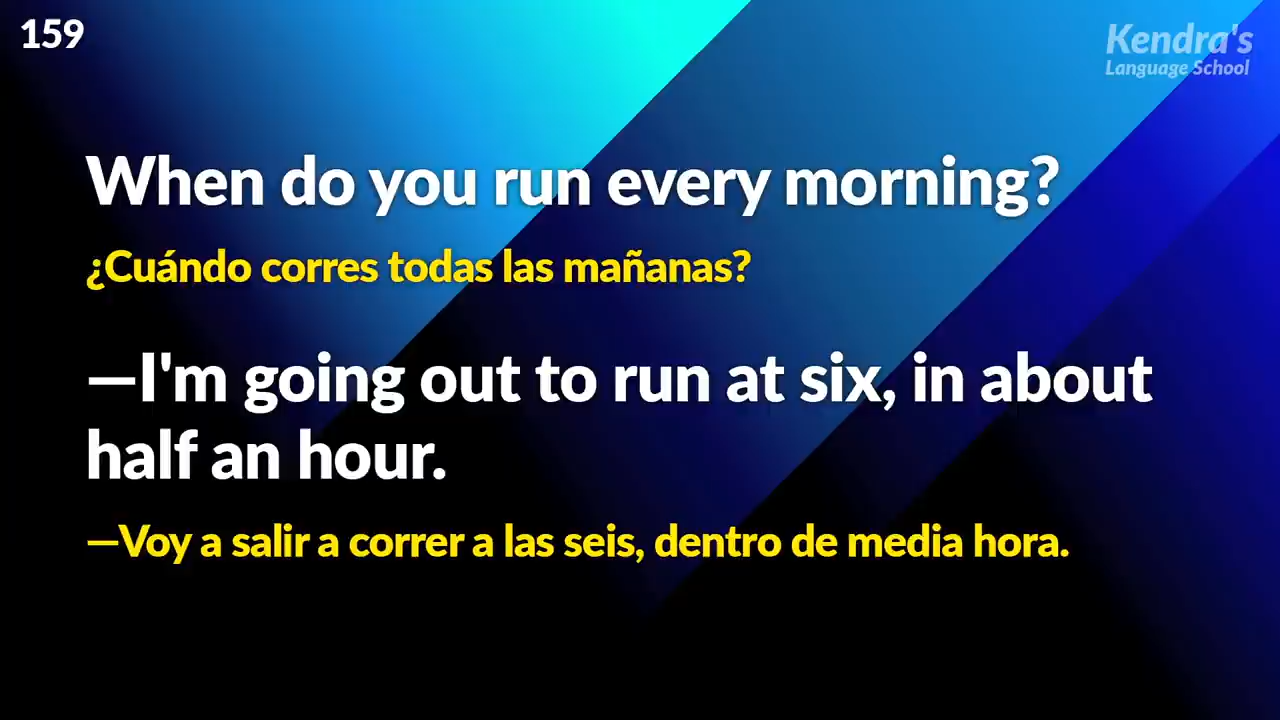 159
Kendra's
Language School
When do you run every morning?
¿Cuándo corres todas las mañanas?
—I'm going out to run at six, in about
half an hour.
—Voy a salir a correr a las seis, dentro de media hora.